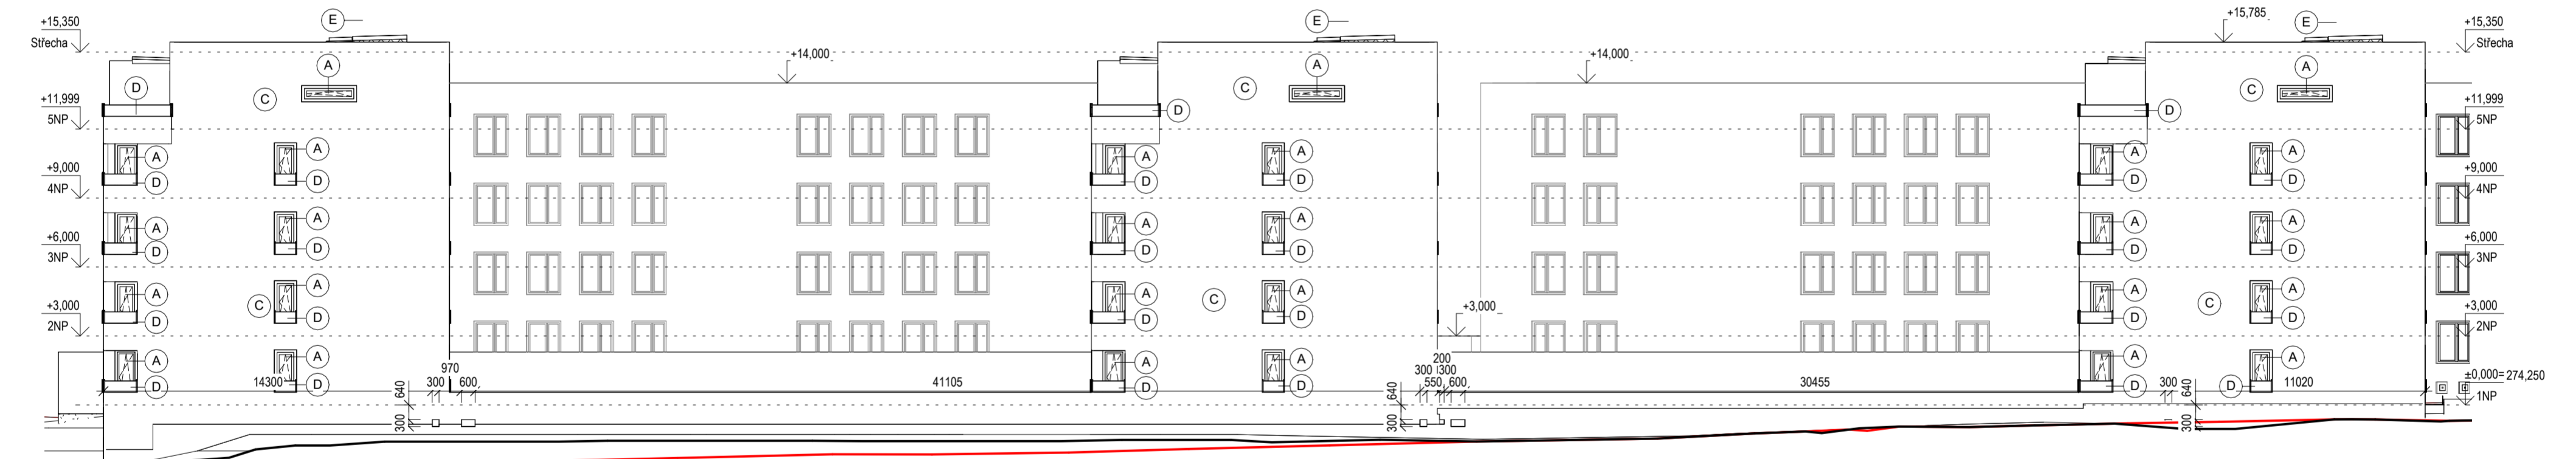 +15,350
Střecha
E
+14,000
E
+14,000
+15,785
E
+15,350
Střecha
A
A
A
D
C
C
D
C
D
+11,999
5NP
+11,999
5NP
A
A
D
D
A
A
D
D
A
A
D
D
+9,000
4NP
+9,000
4NP
A
A
D
D
A
A
D
D
A
A
D
D
+6,000
3NP
+6,000
3NP
A
A
D
D
C
A
A
D
D
C
A
A
D
D
C
+3,000
2NP
+3,000
+3,000
2NP
A
A
D
D
A
A
D
D
A
A
D
D
14300
970
640
300
600
300
41105
200
300
300
550
600
640
300
30455
300
640
300
11020
±0,000=274,250
1NP